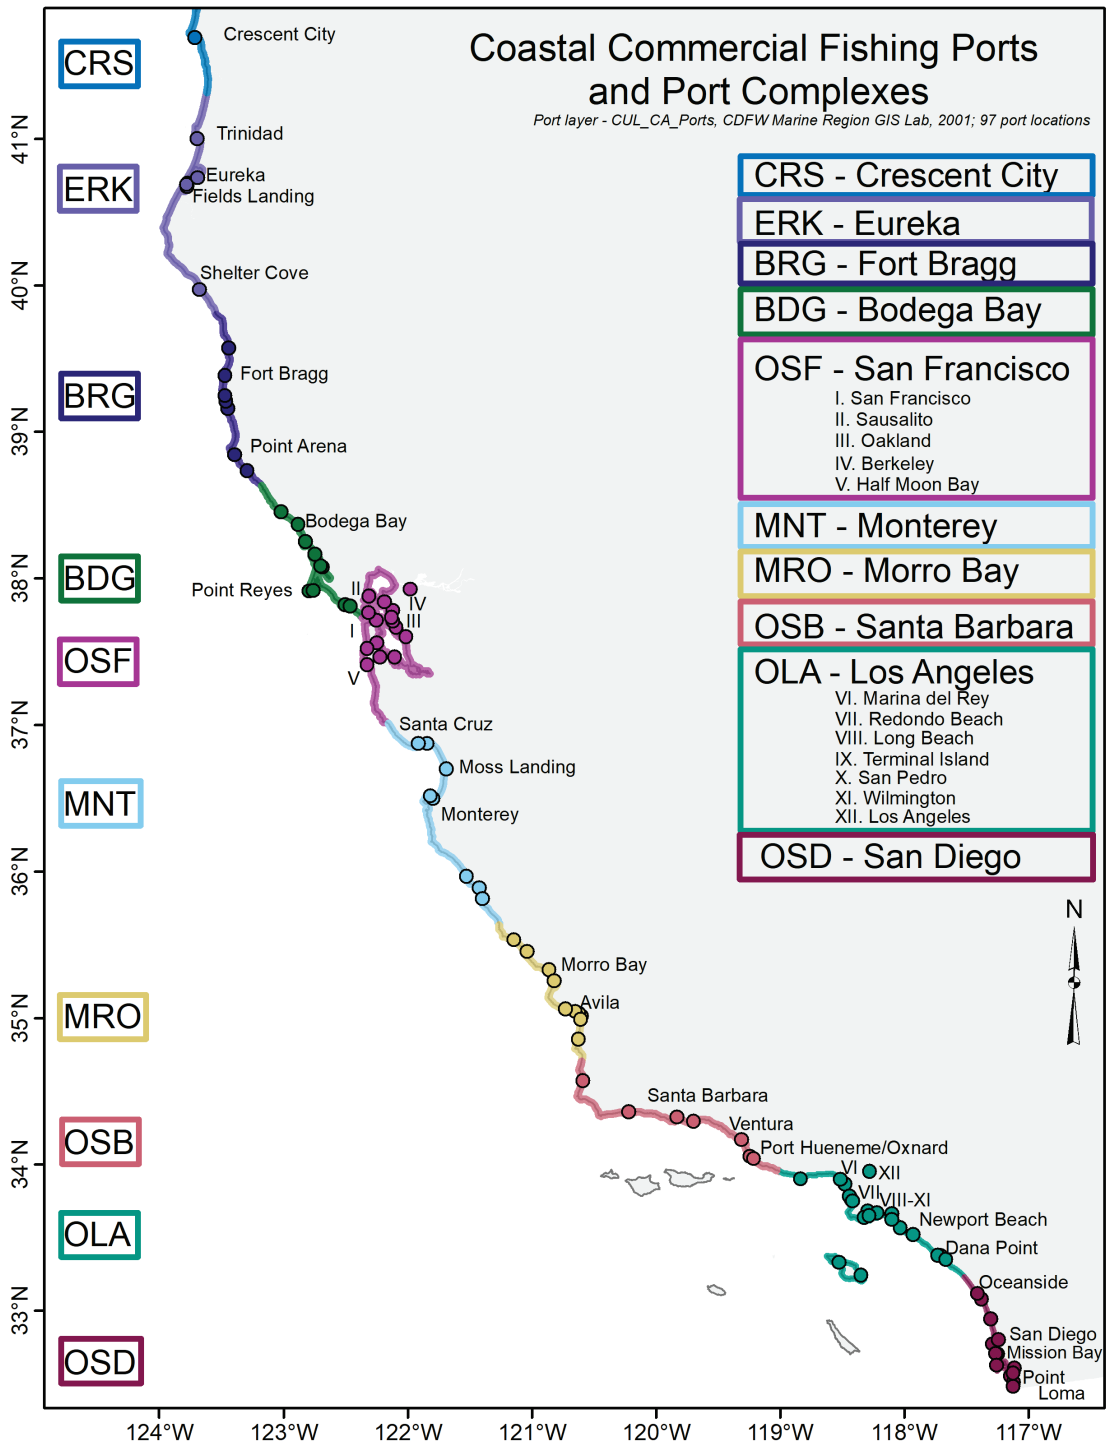 Coastal Commercial Fishing Ports
and Port Complexes
Port layer - CUL_CA_Ports, CDFW Marine Region GIS Lab, 2001; 97 port locations
CRS
ERK
BRG
BDG
OSF
MNT
MRO
OSB
OLA
OSD
Crescent City
Trinidad
Eureka
Fields Landing
Shelter Cove
Fort Bragg
Point Arena
Bodega Bay
Point Reyes
II
IV
III
I
V
Santa Cruz
Moss Landing
Monterey
Morro Bay
Avila
Santa Barbara
Ventura
Port Hueneme/Oxnard
VI
XII
VII
VIII-XI
Newport Beach
Dana Point
Oceanside
San Diego
Mission Bay
Point
Loma
CRS - Crescent City
ERK - Eureka
BRG - Fort Bragg
BDG - Bodega Bay
OSF - San Francisco
I. San Francisco
II. Sausalito
III. Oakland
IV. Berkeley
V. Half Moon Bay
MNT - Monterey
MRO - Morro Bay
OSB - Santa Barbara
OLA - Los Angeles
VI. Marina del Rey
VII. Redondo Beach
VIII. Long Beach
IX. Terminal Island
X. San Pedro
XI. Wilmington
XII. Los Angeles
OSD - San Diego
N
41°N
40°N
39°N
38°N
37°N
36°N
35°N
34°N
33°N
124°W
123°W
122°W
121°W
120°W
119°W
118°W
117°W